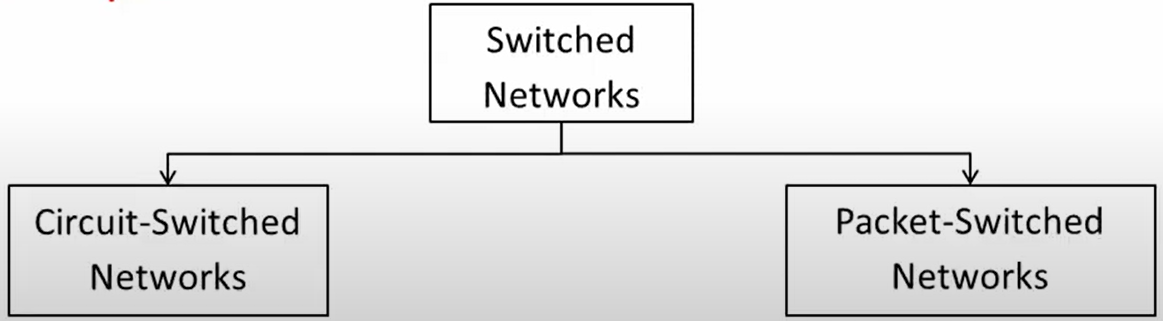 Switched
Networks
Circuit-Switched
Networks
Packet-Switched
Networks